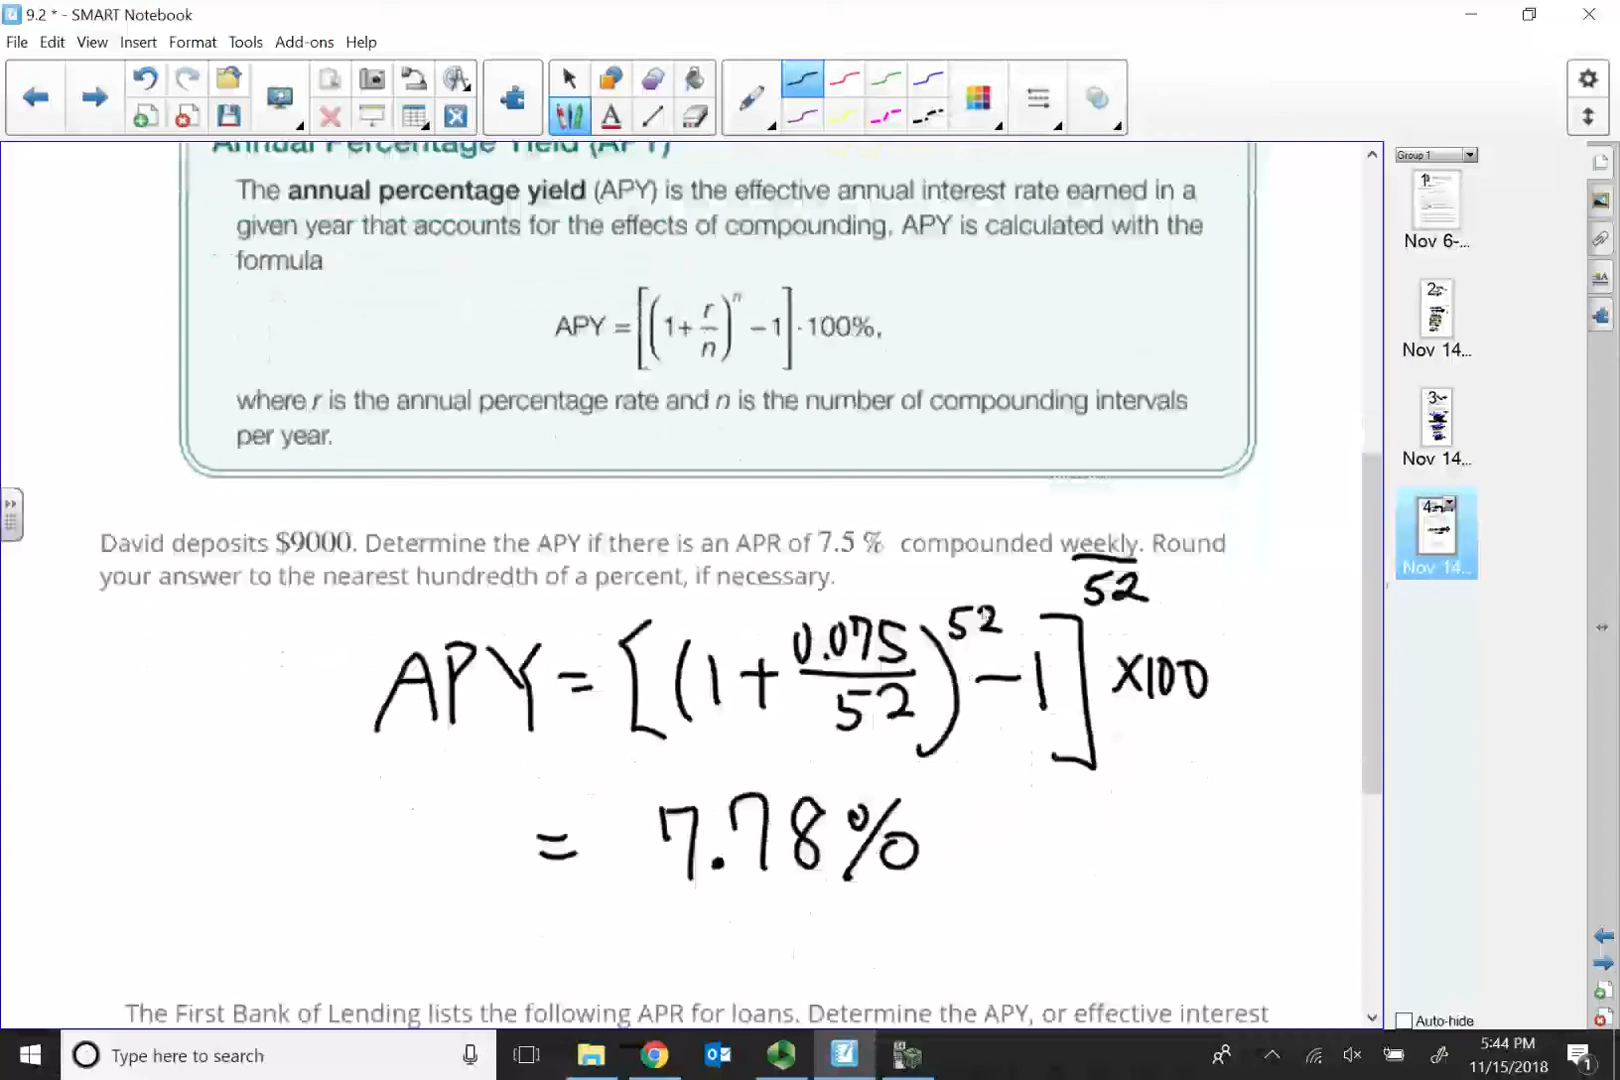 9.2 * - SMART Notebook
File Edit View Insert Format Tools Add-ons Help
Group 1
Annual Percentage Yield (APY)
The annual percentage yield (APY) is the effective annual interest rate earned in a
given year that accounts for the effects of compounding. APY is calculated with the
formula
APY = [(1+ r/n)^n - 1] · 100%,
where r is the annual percentage rate and n is the number of compounding intervals
per year.
David deposits $9000. Determine the APY if there is an APR of 7.5 % compounded weekly. Round
your answer to the nearest hundredth of a percent, if necessary.
52
APY = [(1 + 0.075/52)^52 - 1] ×100
= 7.78%
The First Bank of Lending lists the following APR for loans. Determine the APY, or effective interest
Nov 6-...
Nov 14...
Nov 14...
Nov 14...
Auto-hide
Type here to search
5:44 PM
11/15/2018